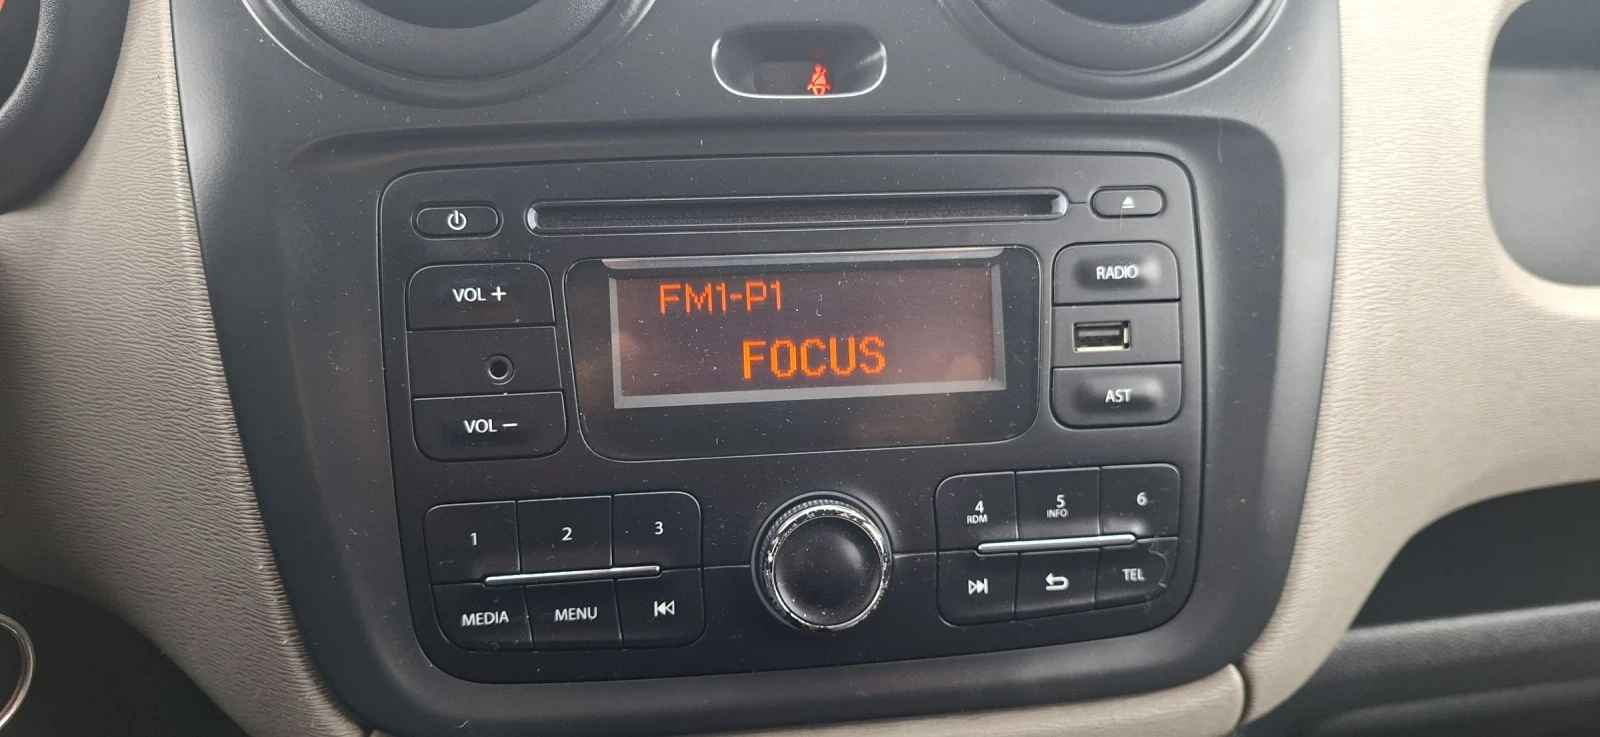 VOL +
VOL −
FM1-P1
FOCUS
RADIO
AST
1
2
3
MEDIA
MENU
4
RDM
5
INFO
6
TEL